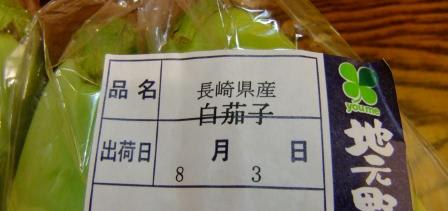 品名
長崎県産
白茄子
出荷日
8月3日
youme
地元